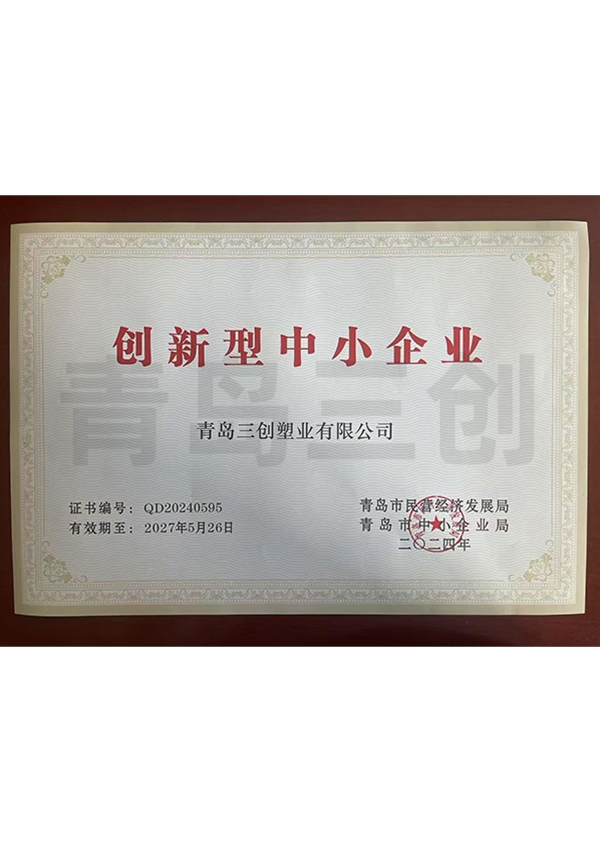 创新型中小企业
青岛三创
青岛三创塑业有限公司
证书编号：QD20240595
有效期至：2027年5月26日
青岛市民营经济发展局
青岛市中小企业局
二〇二四年